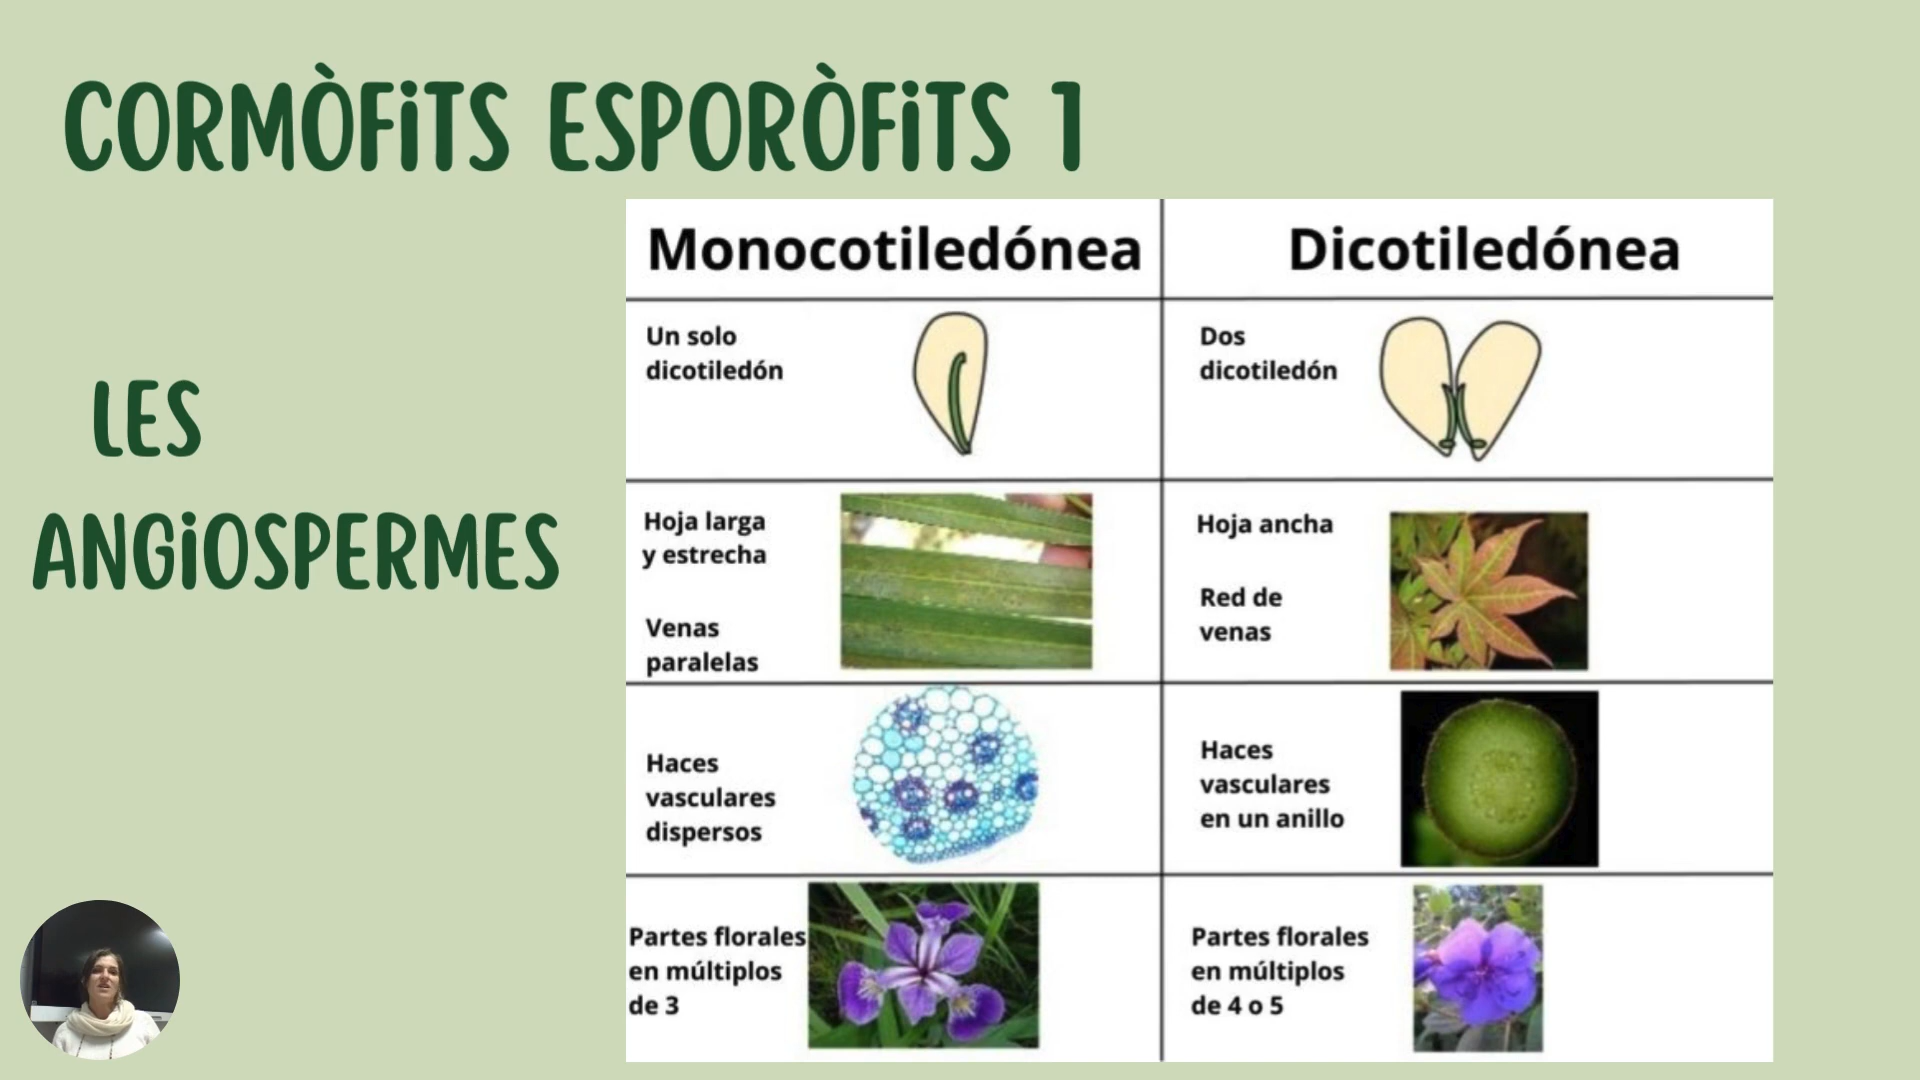 CORMÒFiTS ESPORÒFiTS 1
LES
ANGiOSPERMES
Monocotiledónea
Dicotiledónea
Un solo
dicotiledón
Dos
dicotiledón
Hoja larga
y estrecha
Venas
paralelas
Hoja ancha
Red de
venas
Haces
vasculares
dispersos
Haces
vasculares
en un anillo
Partes florales
en múltiplos
de 3
Partes florales
en múltiplos
de 4 o 5